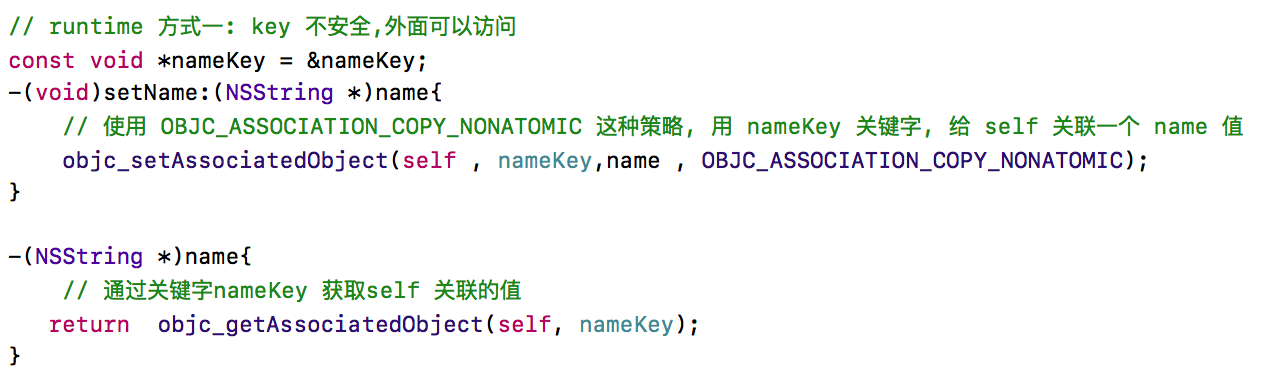 // runtime 方式一: key 不安全,外面可以访问
const void *nameKey = &nameKey;
-(void)setName:(NSString *)name{
    // 使用 OBJC_ASSOCIATION_COPY_NONATOMIC 这种策略, 用 nameKey 关键字, 给 self 关联一个 name 值
    objc_setAssociatedObject(self , nameKey,name , OBJC_ASSOCIATION_COPY_NONATOMIC);
}
-(NSString *)name{
    // 通过关键字nameKey 获取self 关联的值
   return  objc_getAssociatedObject(self, nameKey);
}